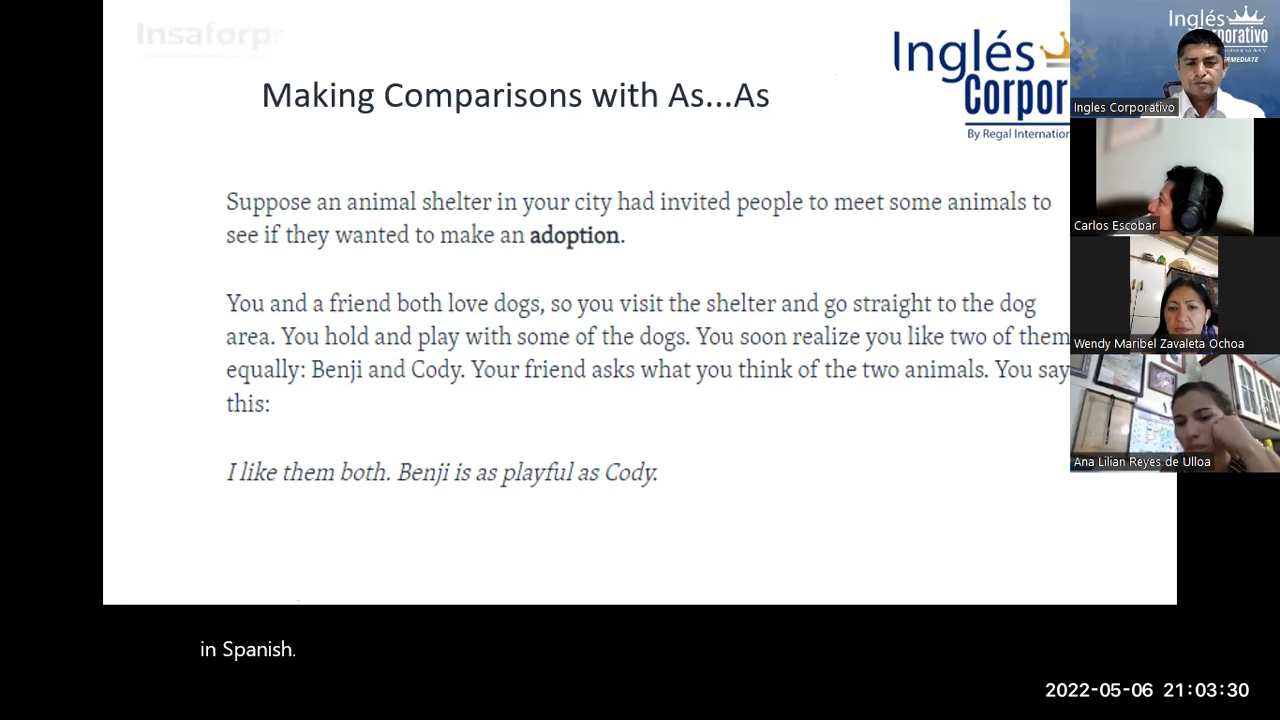 Insaforp
Inglés
Corpor
By Regal Internation
Making Comparisons with As...As
Suppose an animal shelter in your city had invited people to meet some animals to
see if they wanted to make an adoption.
You and a friend both love dogs, so you visit the shelter and go straight to the dog
area. You hold and play with some of the dogs. You soon realize you like two of them
equally: Benji and Cody. Your friend asks what you think of the two animals. You say
this:
I like them both. Benji is as playful as Cody.
Inglés
rporativo
ERMEDIATE
Ingles Corporativo
Carlos Escobar
Wendy Maribel Zavaleta Ochoa
Ana Lilian Reyes de Ulloa
in Spanish.
2022-05-06 21:03:30